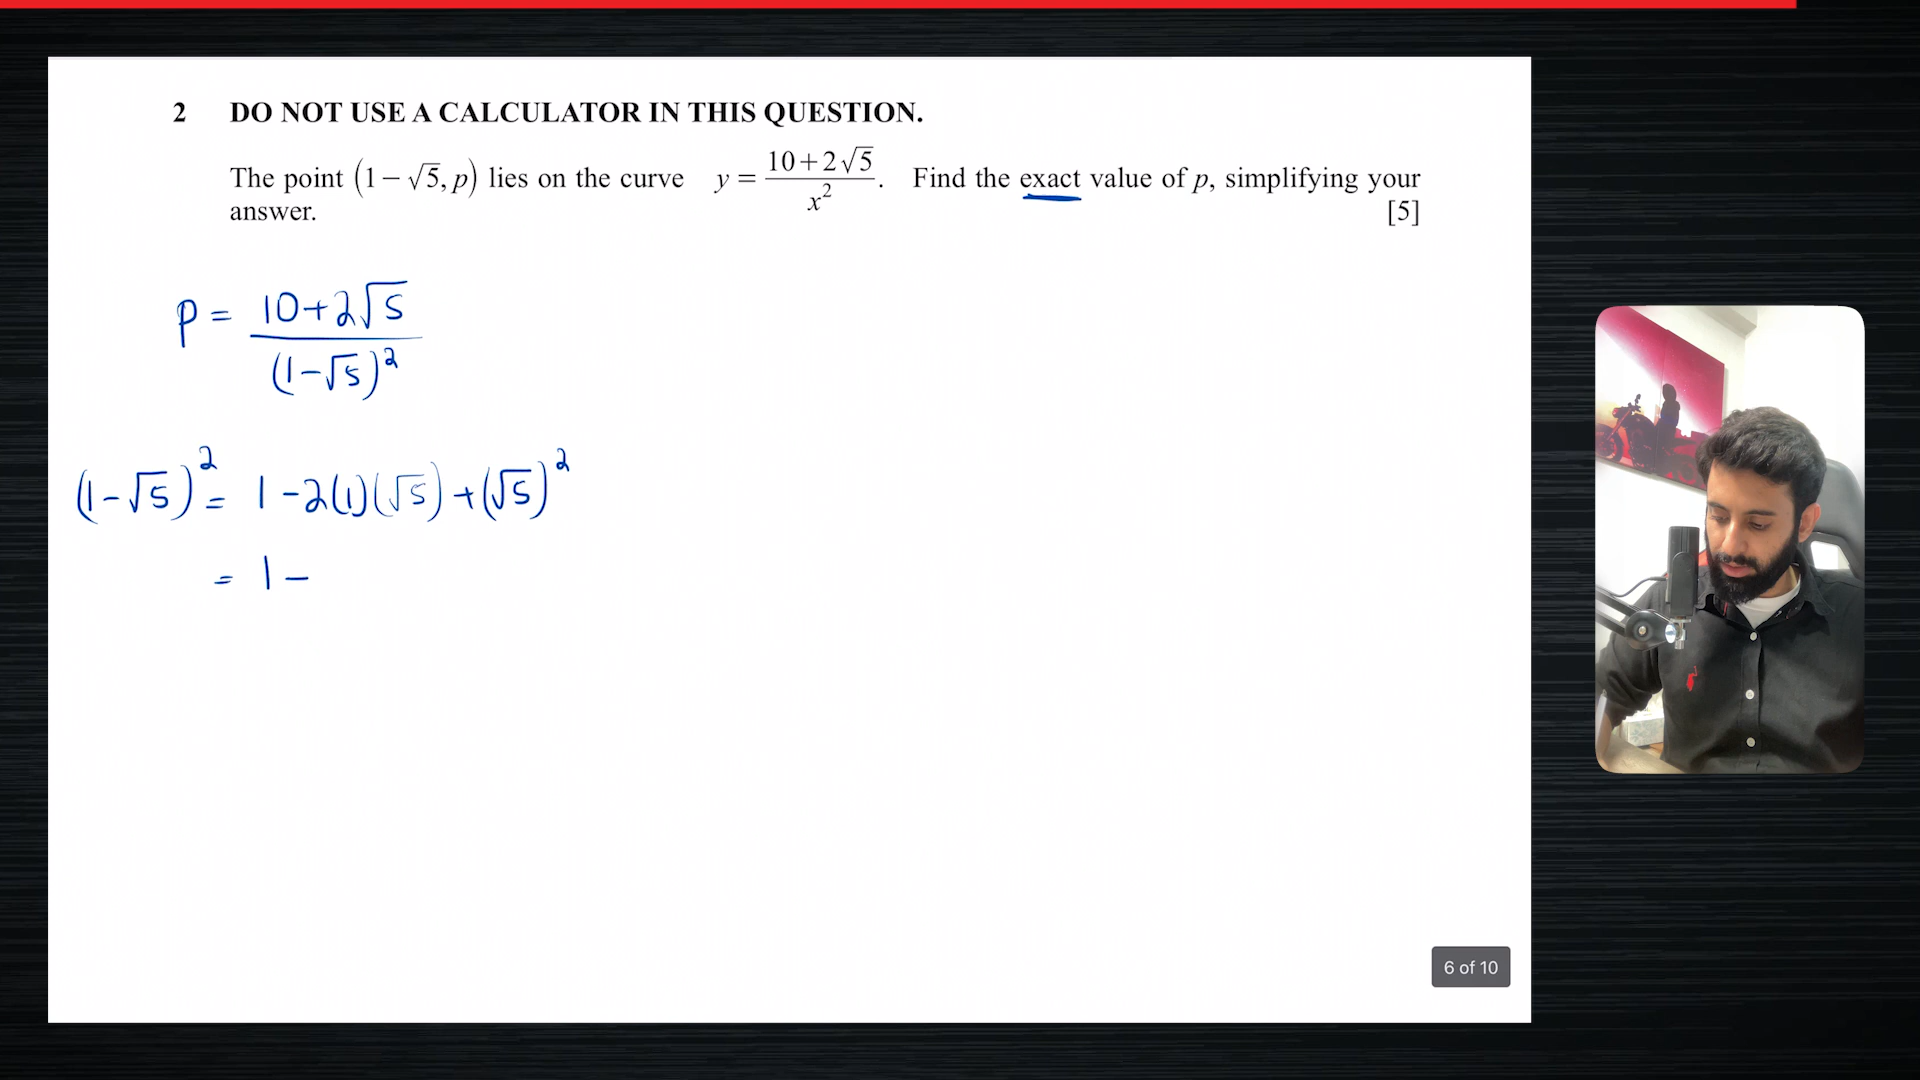 2 DO NOT USE A CALCULATOR IN THIS QUESTION.
The point (1 − √5, p) lies on the curve y = (10 + 2√5)/x². Find the exact value of p, simplifying your
answer. [5]
p = (10 + 2√5)/(1 − √5)²
(1 − √5)² = 1 − 2(1)(√5) + (√5)²
= 1 −
6 of 10